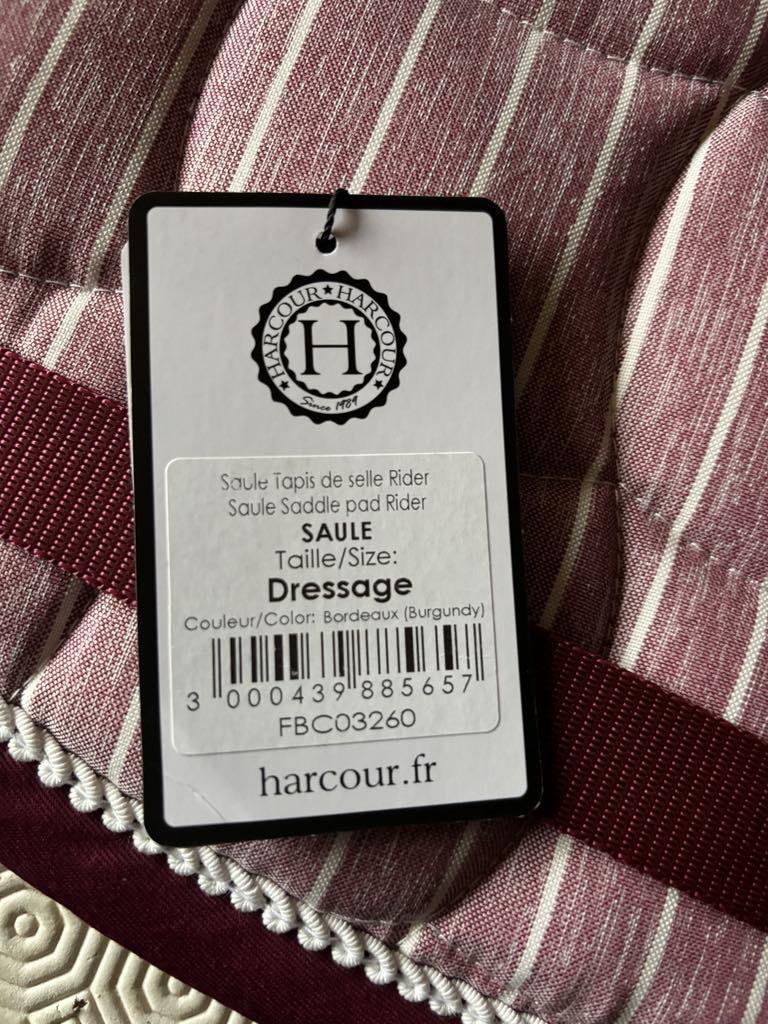 HARCOUR★HARCOUR★
H
Since 1989
Saule Tapis de selle Rider
Saule Saddle pad Rider
SAULE
Taille/Size:
Dressage
Couleur/Color: Bordeaux (Burgundy)
3 000439 885657
FBC03260
harcour.fr